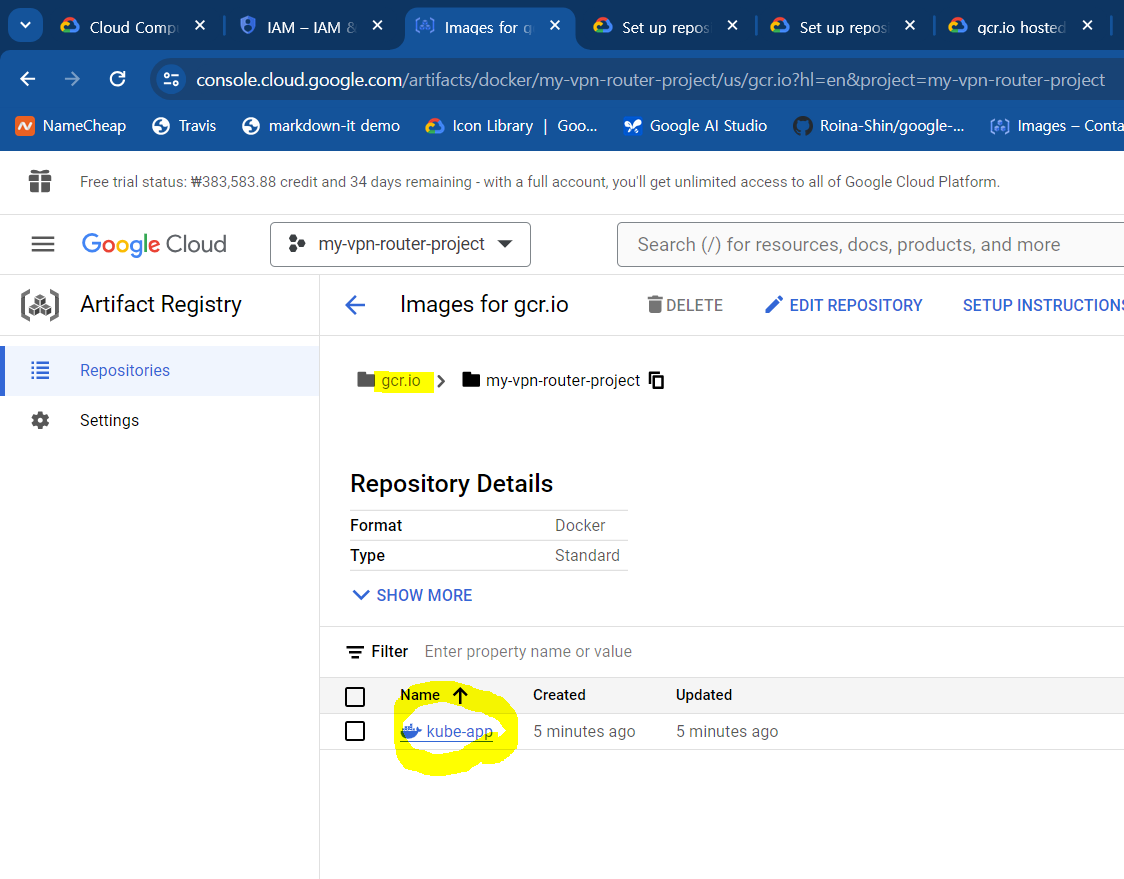 Cloud Comp
IAM – IAM &
Images for g
Set up repos
Set up repos
gcr.io hosted
console.cloud.google.com/artifacts/docker/my-vpn-router-project/us/gcr.io?hl=en&project=my-vpn-router-project
NameCheap
Travis
markdown-it demo
Icon Library | Goo...
Google AI Studio
Roina-Shin/google-...
Images – Conta
Free trial status: ₩383,583.88 credit and 34 days remaining - with a full account, you'll get unlimited access to all of Google Cloud Platform.
Google Cloud
my-vpn-router-project
Search (/) for resources, docs, products, and more
Artifact Registry
Images for gcr.io
DELETE
EDIT REPOSITORY
SETUP INSTRUCTIONS
Repositories
Settings
gcr.io
my-vpn-router-project
Repository Details
Format Docker
Type Standard
SHOW MORE
Filter Enter property name or value
Name Created Updated
kube-app 5 minutes ago 5 minutes ago